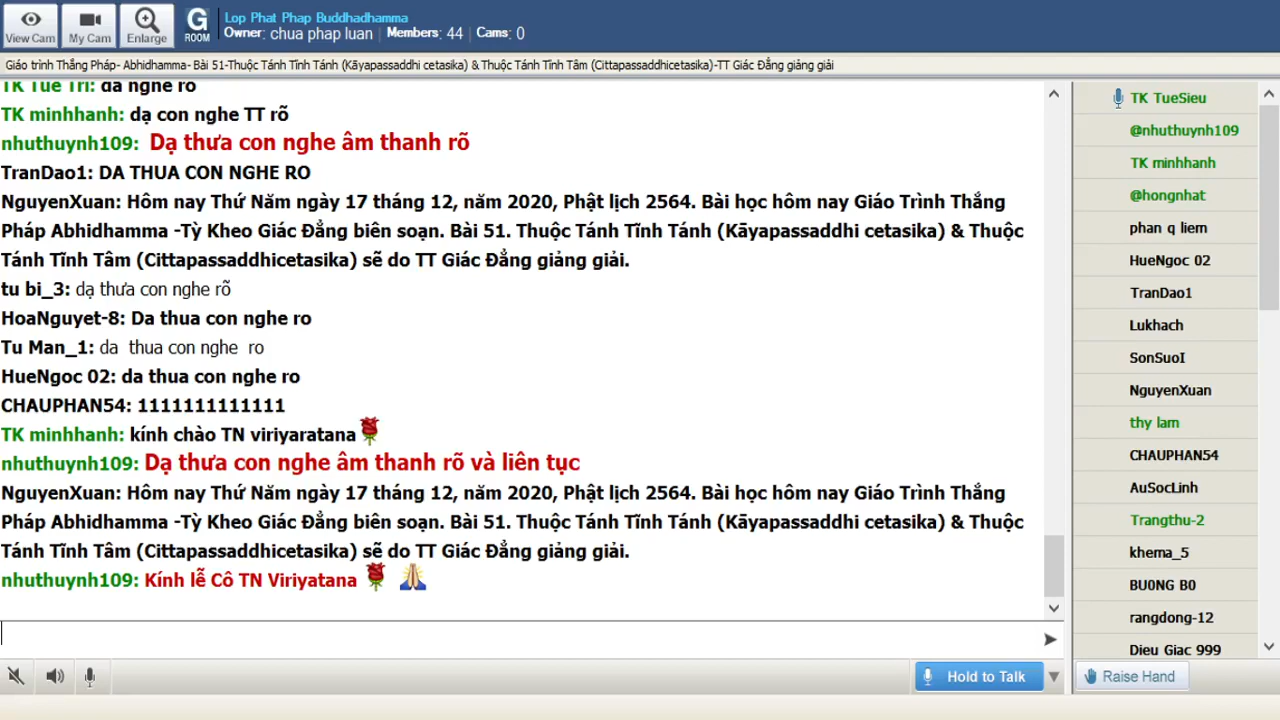 View Cam
My Cam
Enlarge
G
ROOM
Lop Phat Phap Buddhadhamma
Owner: chua phap luan | Members: 44 | Cams: 0
Giáo trình Thắng Pháp- Abhidhamma- Bài 51-Thuộc Tánh Tĩnh Tánh (Kāyapassaddhi cetasika) & Thuộc Tánh Tĩnh Tâm (Cittapassaddhicetasika)-TT Giác Đẳng giảng giải
TK Tue Tri: da nghe ro
TK minhhanh: dạ con nghe TT rõ
nhuthuynh109: Dạ thưa con nghe âm thanh rõ
TranDao1: DA THUA CON NGHE RO
NguyenXuan: Hôm nay Thứ Năm ngày 17 tháng 12, năm 2020, Phật lịch 2564. Bài học hôm nay Giáo Trình Thắng
Pháp Abhidhamma -Tỳ Kheo Giác Đẳng biên soạn. Bài 51. Thuộc Tánh Tĩnh Tánh (Kāyapassaddhi cetasika) & Thuộc
Tánh Tĩnh Tâm (Cittapassaddhicetasika) sẽ do TT Giác Đẳng giảng giải.
tu bi_3: dạ thưa con nghe rõ
HoaNguyet-8: Da thua con nghe ro
Tu Man_1: da thua con nghe ro
HueNgoc 02: da thua con nghe ro
CHAUPHAN54: 1111111111111
TK minhhanh: kính chào TN viriyaratana
nhuthuynh109: Dạ thưa con nghe âm thanh rõ và liên tục
NguyenXuan: Hôm nay Thứ Năm ngày 17 tháng 12, năm 2020, Phật lịch 2564. Bài học hôm nay Giáo Trình Thắng
Pháp Abhidhamma -Tỳ Kheo Giác Đẳng biên soạn. Bài 51. Thuộc Tánh Tĩnh Tánh (Kāyapassaddhi cetasika) & Thuộc
Tánh Tĩnh Tâm (Cittapassaddhicetasika) sẽ do TT Giác Đẳng giảng giải.
nhuthuynh109: Kính lễ Cô TN Viriyatana
Hold to Talk
TK TueSieu
@nhuthuynh109
TK minhhanh
@hongnhat
phan q liem
HueNgoc 02
TranDao1
Lukhach
SonSuoI
NguyenXuan
thy lam
CHAUPHAN54
AuSocLinh
Trangthu-2
khema_5
BU0NG B0
rangdong-12
Dieu Giac 999
Raise Hand